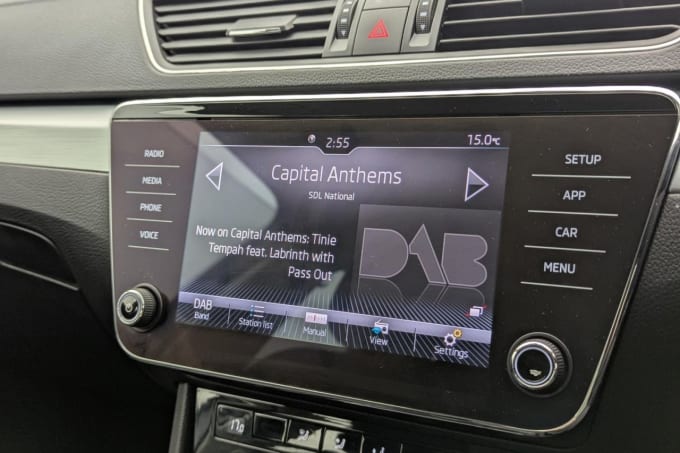 2:55
15.0°C
Capital Anthems
SDL National
Now on Capital Anthems: Tinie
Tempah feat. Labrinth with
Pass Out
DAB
DAB
Band
Station list
Manual
View
Settings
RADIO
MEDIA
PHONE
VOICE
SETUP
APP
CAR
MENU